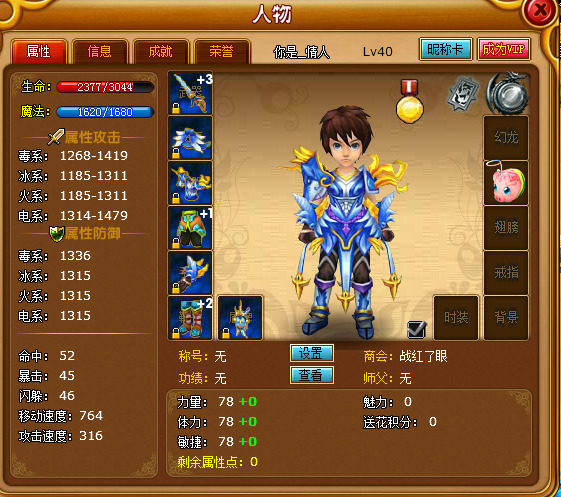 人物
属性 信息 成就 荣誉 你是_情人 Lv40 昵称卡 成为VIP
生命: 2377/3044
魔法: 1620/1680
属性攻击
毒系: 1268-1419
冰系: 1185-1311
火系: 1185-1311
电系: 1314-1479
属性防御
毒系: 1336
冰系: 1315
火系: 1315
电系: 1315
命中: 52
暴击: 45
闪躲: 46
移动速度: 764
攻击速度: 316
武器 +3
+1
+2
幻龙
翅膀
戒指
时装 背景
称号: 无 设置 商会: 战红了眼
功绩: 无 查看 师父: 无
力量: 78 +0 魅力: 0
体力: 78 +0 送花积分: 0
敏捷: 78 +0
剩余属性点: 0